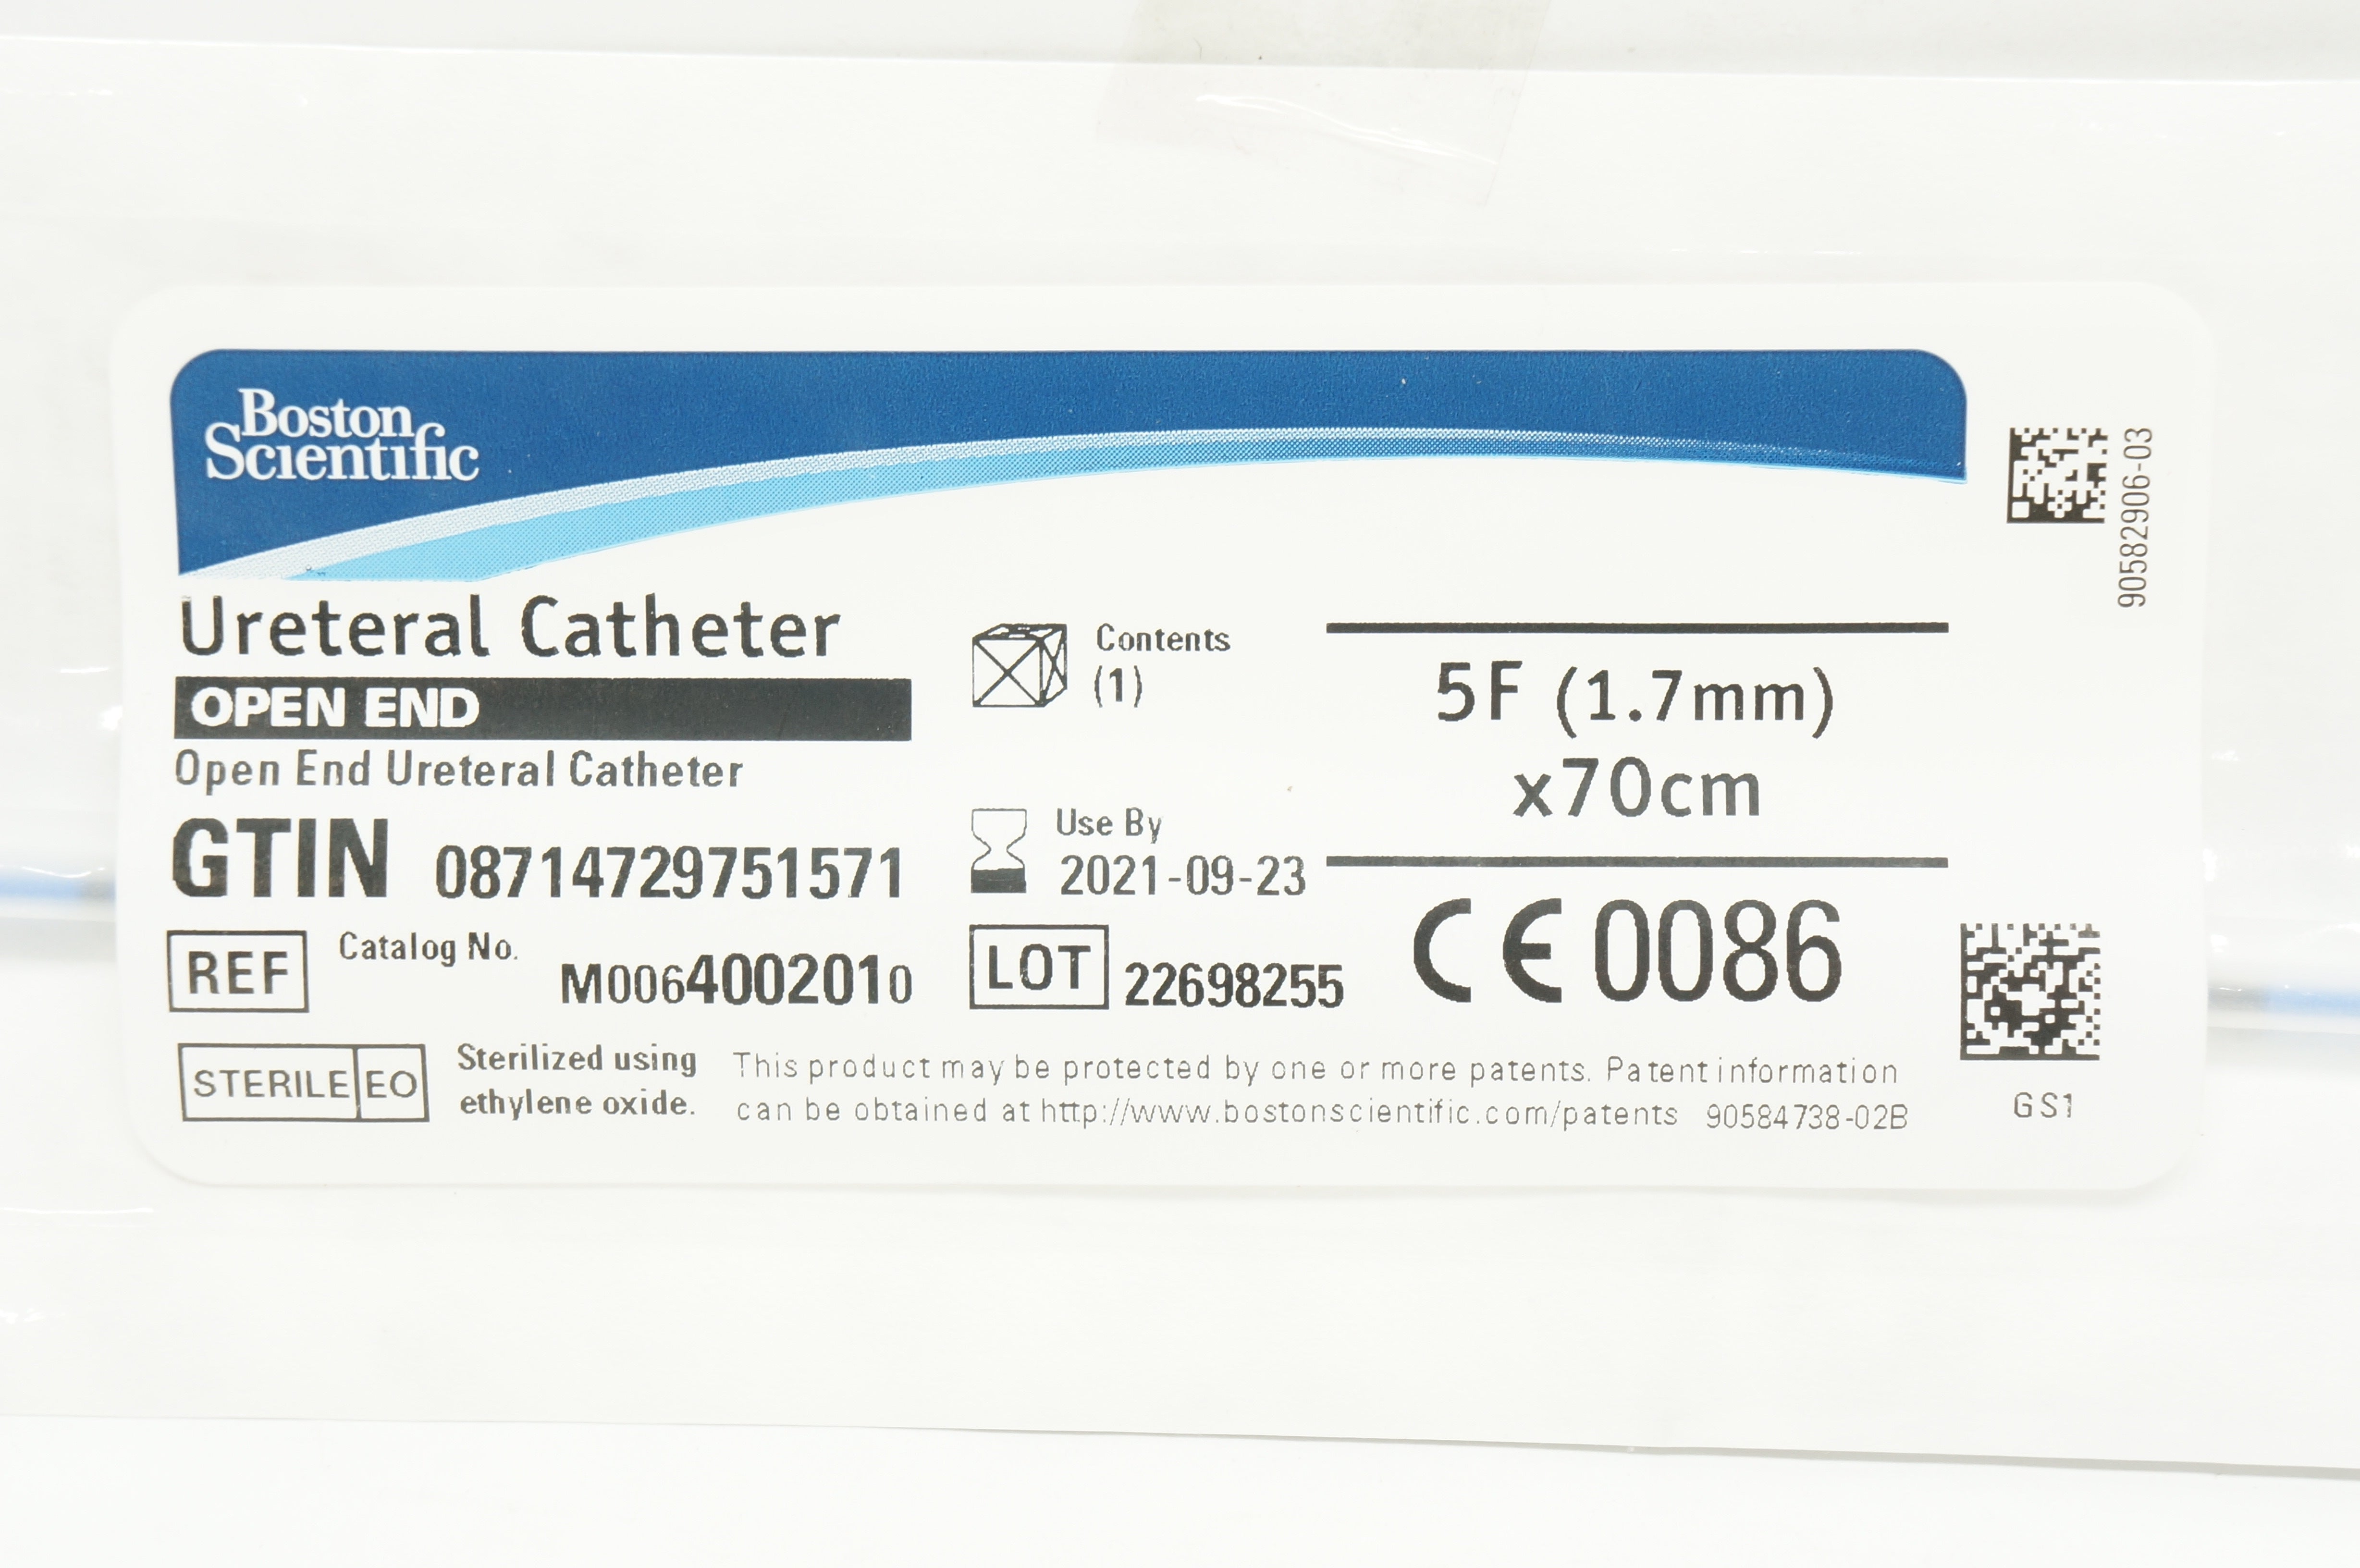 Boston
Scientific
90582906-03
Ureteral Catheter
OPEN END
Open End Ureteral Catheter
Contents
(1)
5F (1.7mm)
x70cm
GTIN 08714729751571
Use By
2021-09-23
REF Catalog No. M0064002010
LOT 22698255
CE 0086
STERILE EO
Sterilized using
ethylene oxide.
This product may be protected by one or more patents. Patent information
can be obtained at http://www.bostonscientific.com/patents 90584738-02B
GS1